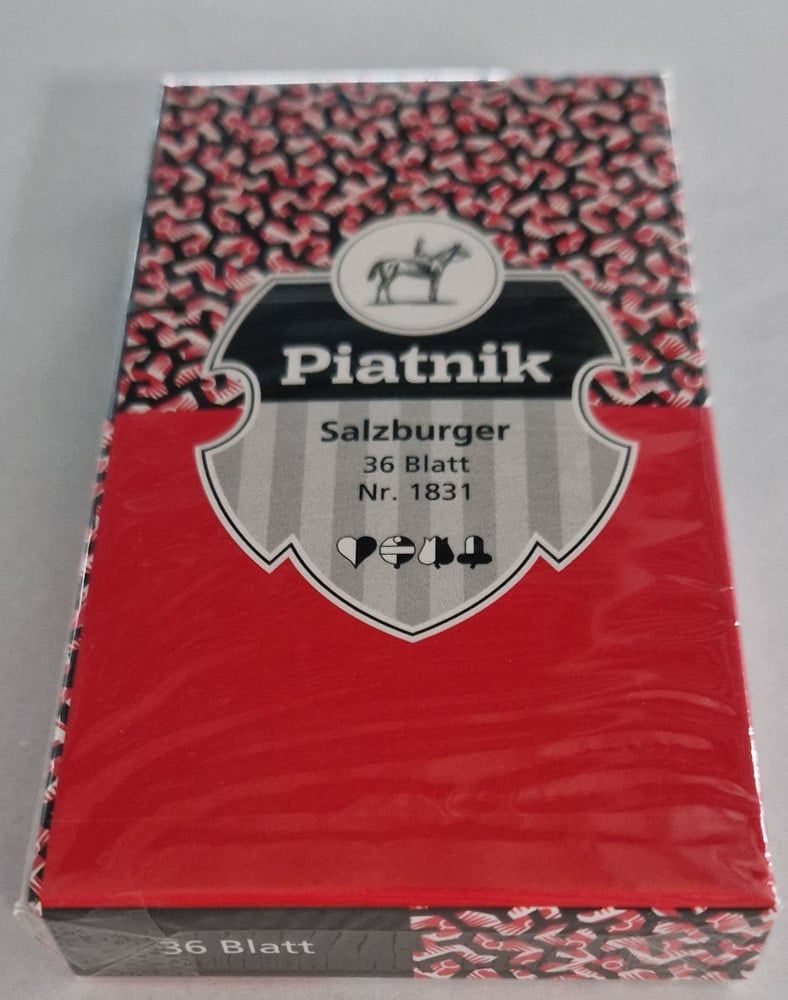 Piatnik
Salzburger
36 Blatt
Nr. 1831
36 Blatt